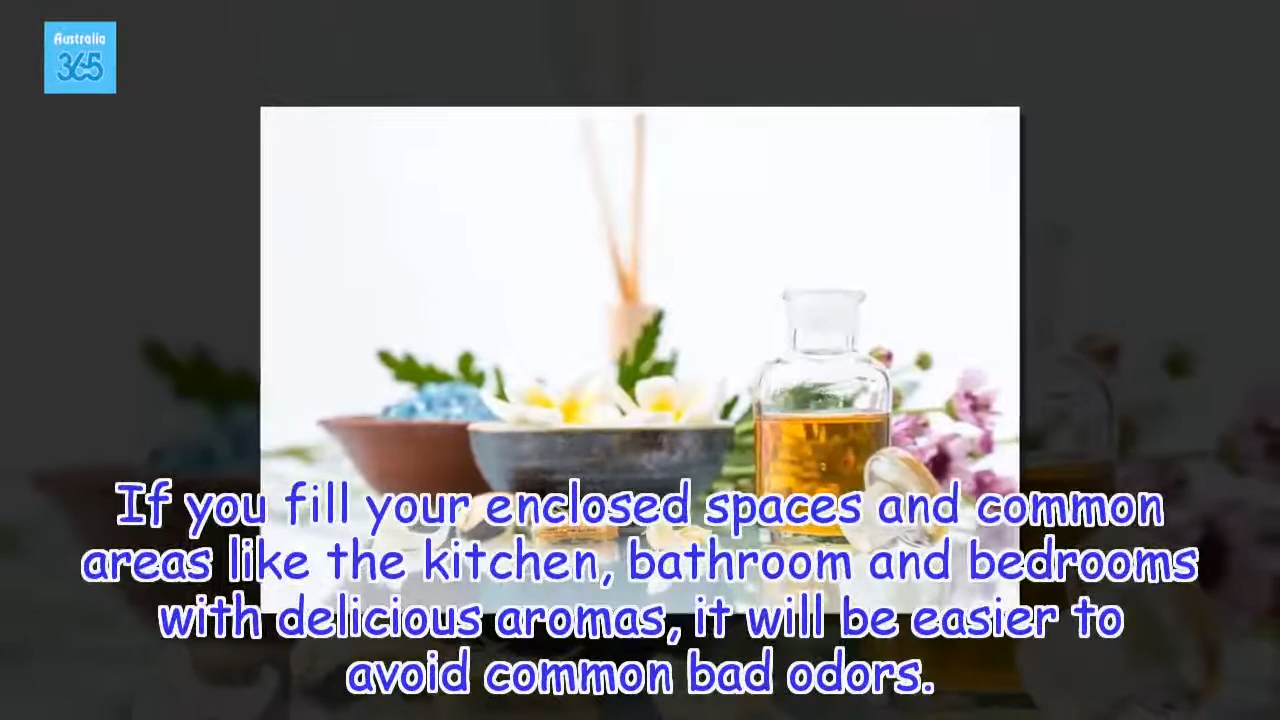 Australia
365
If you fill your enclosed spaces and common
areas like the kitchen, bathroom and bedrooms
with delicious aromas, it will be easier to
avoid common bad odors.